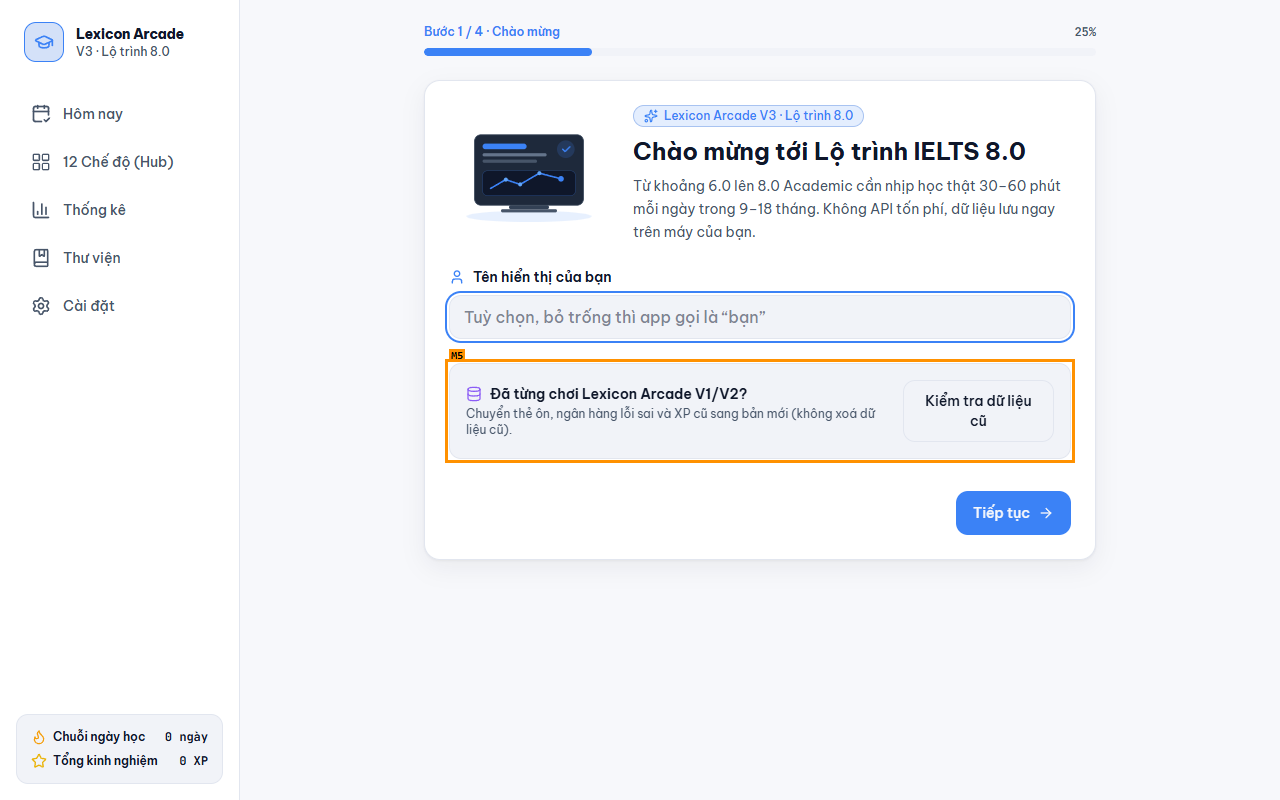 Lexicon Arcade
V3 · Lộ trình 8.0
Hôm nay
12 Chế độ (Hub)
Thống kê
Thư viện
Cài đặt
Chuỗi ngày học 0 ngày
Tổng kinh nghiệm 0 XP
Bước 1 / 4 · Chào mừng 25%
Lexicon Arcade V3 · Lộ trình 8.0
Chào mừng tới Lộ trình IELTS 8.0
Từ khoảng 6.0 lên 8.0 Academic cần nhịp học thật 30–60 phút
mỗi ngày trong 9–18 tháng. Không API tốn phí, dữ liệu lưu ngay
trên máy của bạn.
Tên hiển thị của bạn
Tuỳ chọn, bỏ trống thì app gọi là “bạn”
M5
Đã từng chơi Lexicon Arcade V1/V2?
Chuyển thẻ ôn, ngân hàng lỗi sai và XP cũ sang bản mới (không xoá dữ
liệu cũ).
Kiểm tra dữ liệu
cũ
Tiếp tục